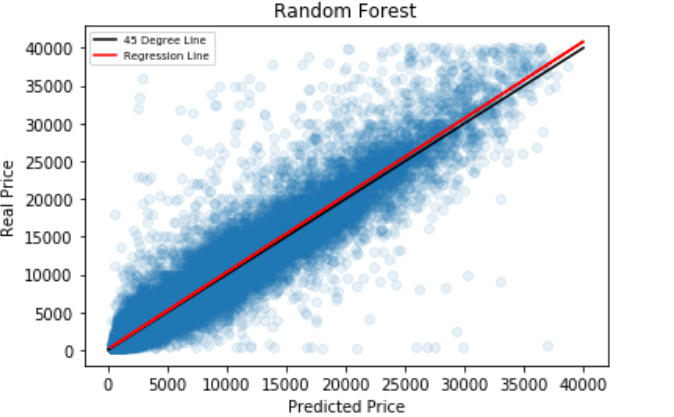 Random Forest
45 Degree Line
Regression Line
Real Price
40000
35000
30000
25000
20000
15000
10000
5000
0
0 5000 10000 15000 20000 25000 30000 35000 40000
Predicted Price